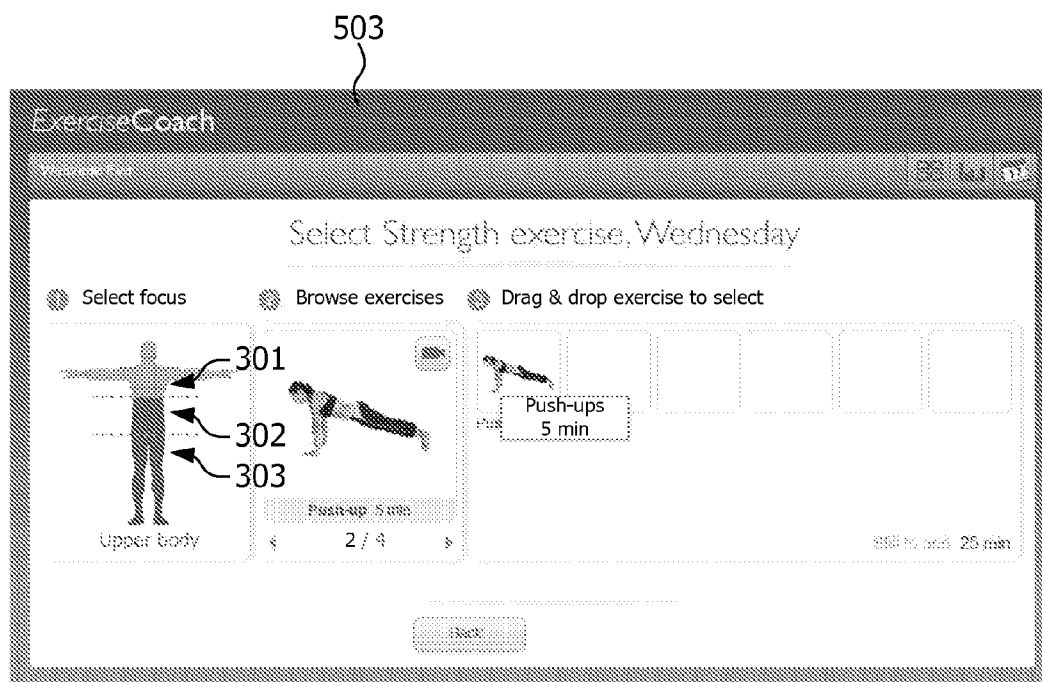 503
ExerciseCoach
Select Strength exercise, Wednesday
Select focus
Browse exercises
Drag & drop exercise to select
301
302
303
Upper body
Push-up 5 min
2 / 4
Push-ups
5 min
25 min
Back